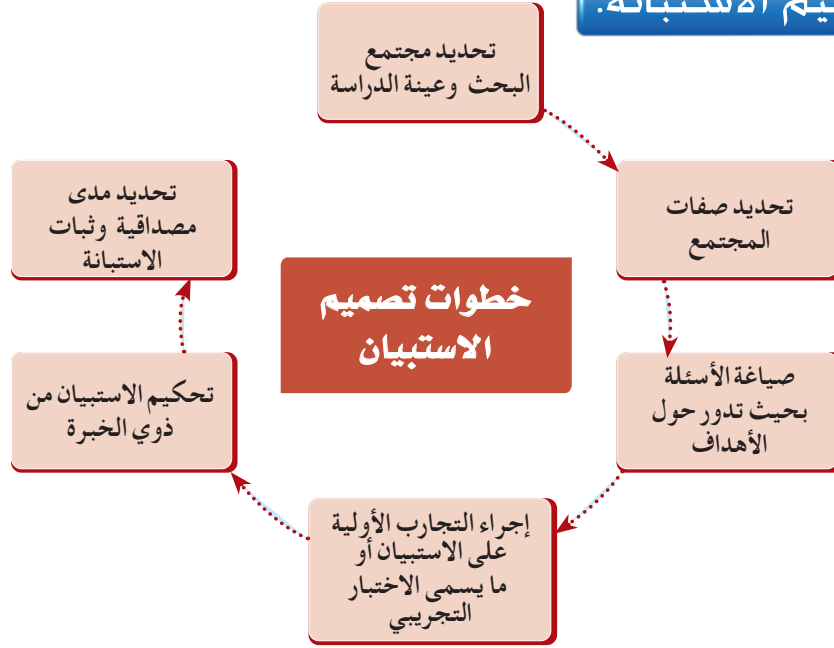 الاستبانة:
تحديد مجتمع
البحث وعينة الدراسة
تحديد صفات
المجتمع
صياغة الأسئلة
بحيث تدور حول
الأهداف
إجراء التجارب الأولية
على الاستبيان أو
ما يسمى الاختبار
التجريبي
تحكيم الاستبيان من
ذوي الخبرة
تحديد مدى
مصداقية وثبات
الاستبانة
خطوات تصميم
الاستبيان